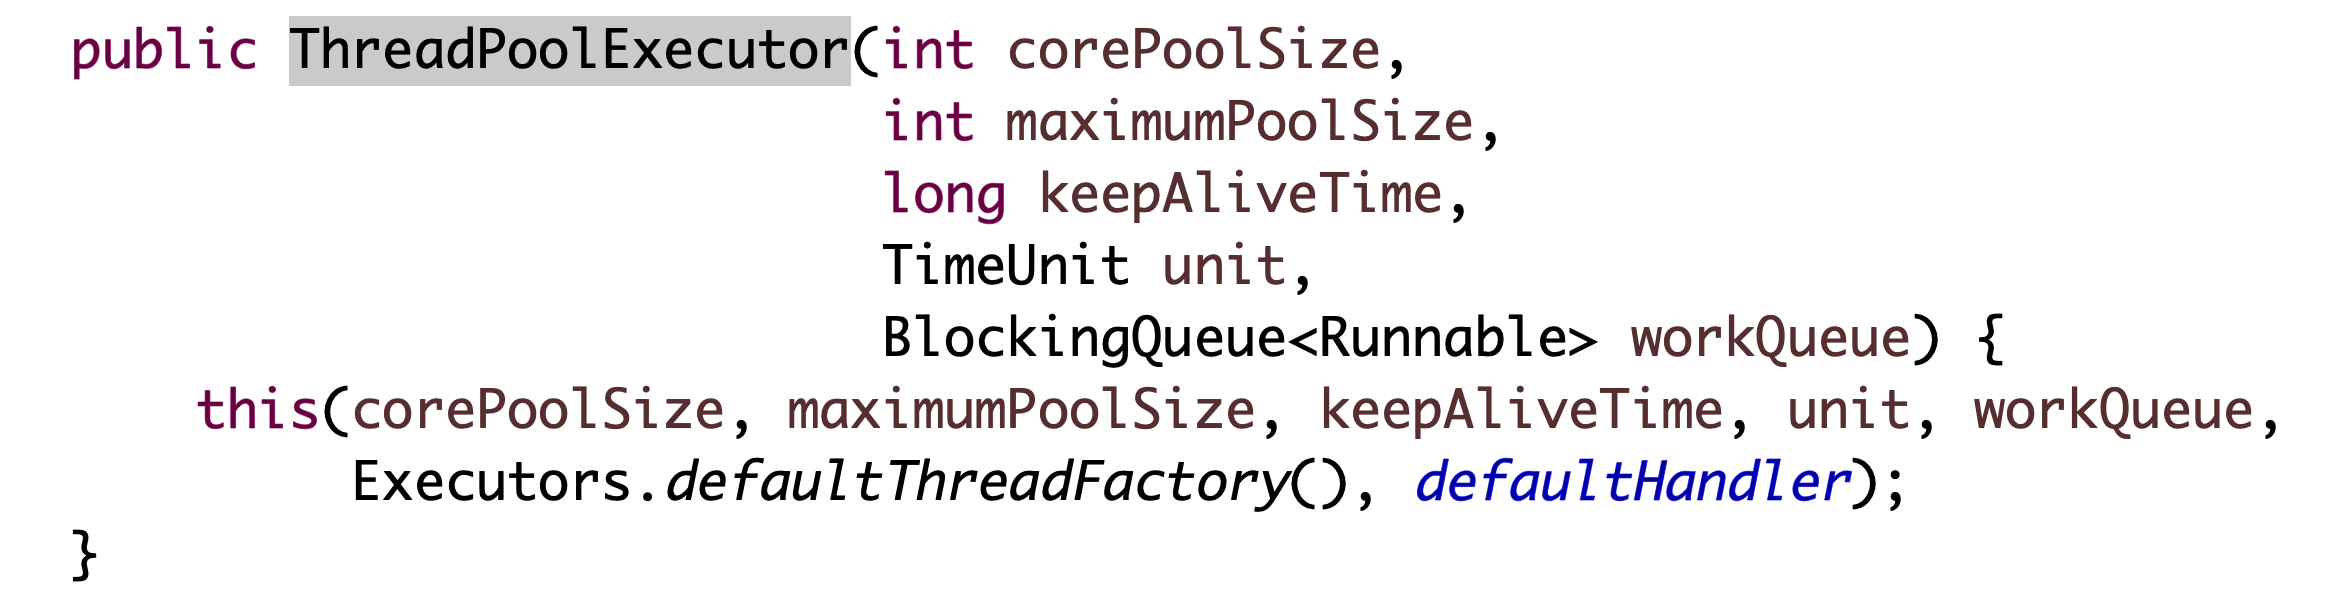 public ThreadPoolExecutor(int corePoolSize,
int maximumPoolSize,
long keepAliveTime,
TimeUnit unit,
BlockingQueue<Runnable> workQueue) {
this(corePoolSize, maximumPoolSize, keepAliveTime, unit, workQueue,
Executors.defaultThreadFactory(), defaultHandler);
}